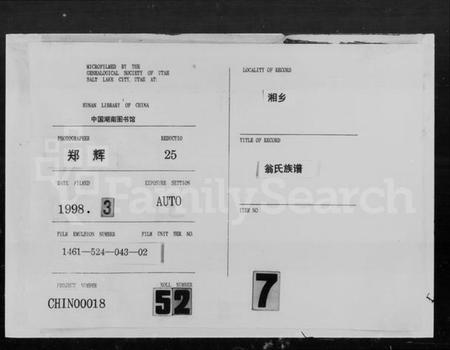 MICROFILMED BY THE
GENEALOGICAL SOCIETY OF UTAH
SALT LAKE CITY, UTAH AT:
HUNAN LIBRARY OF CHINA
中国湖南图书馆
PHOTOGRAPHER REDUCTIO
郑辉 25
DATE FILMED EXPOSURE SETTION
1998. 3 AUTO
FILM EMULSION NUMBER FILM UNIT SER NO.
1461—524—043—02
PROJECT NUMBER ROLL NUMBER
CHINO0018 52
LOCALITY OF RECORD
湘乡
TITLE OF RECORD
翁氏族谱
ITEM NO
7
FamilySearch